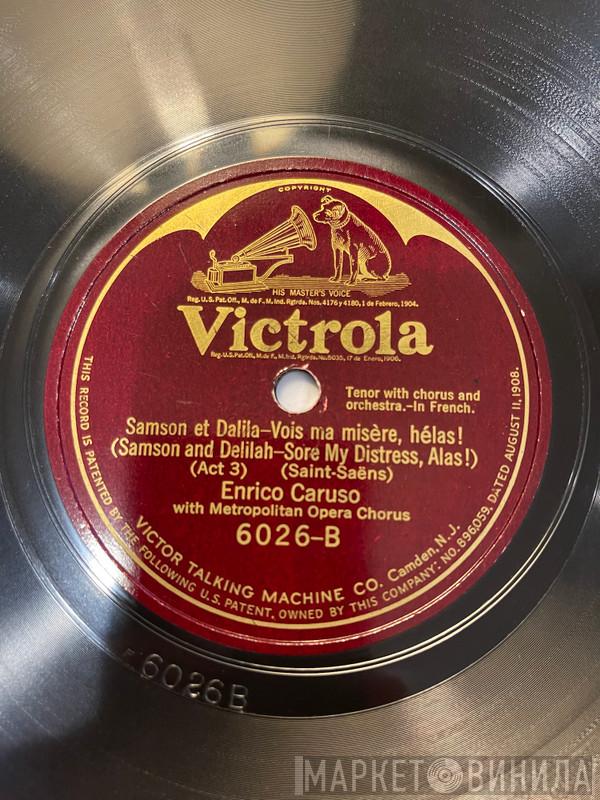 COPYRIGHT
HIS MASTER'S VOICE
Reg. U.S. Pat. Off., M. de F., M. Ind. Rgtrda. Nos. 4176 y 4180, 1 de Febrero, 1904.
Victrola
Reg. U.S. Pat. Off., M. de F., M. Ind. Rgtrda. No. 5035, 17 de Enero, 1906.
Tenor with chorus and
orchestra.-In French.
Samson et Dalila-Vois ma misère, hélas!
(Samson and Delilah-Sore My Distress, Alas!)
(Act 3) (Saint-Saëns)
Enrico Caruso
with Metropolitan Opera Chorus
6026-B
VICTOR TALKING MACHINE CO. Camden, N.J.
THIS RECORD IS PATENTED BY THE FOLLOWING U.S. PATENT, OWNED BY THIS COMPANY: NO. 896,059, DATED AUGUST 11, 1908.
6026B
МАРКЕТ ВИНИЛА